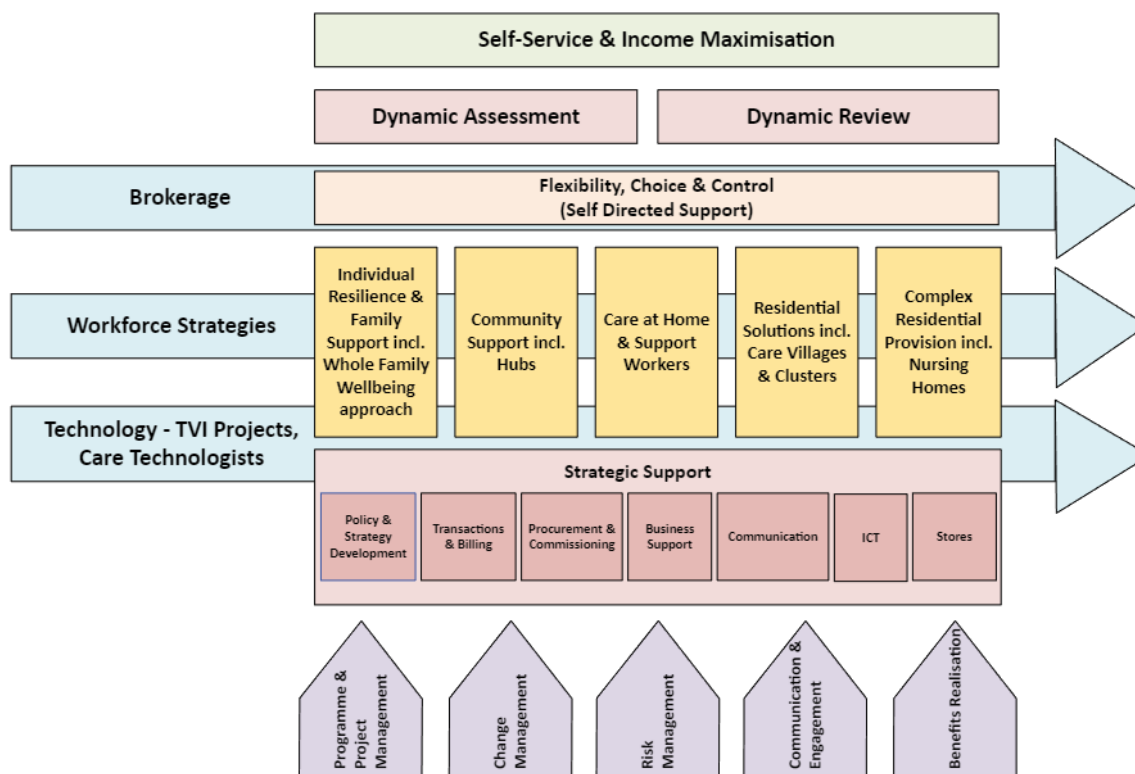 Self-Service & Income Maximisation
Dynamic Assessment
Dynamic Review
Brokerage
Flexibility, Choice & Control
(Self Directed Support)
Workforce Strategies
Individual
Resilience &
Family
Support incl.
Whole Family
Wellbeing
approach
Community
Support incl.
Hubs
Care at Home
& Support
Workers
Residential
Solutions incl.
Care Villages
& Clusters
Complex
Residential
Provision incl.
Nursing
Homes
Technology - TVI Projects,
Care Technologists
Strategic Support
Policy &
Strategy
Development
Transactions
& Billing
Procurement &
Commissioning
Business
Support
Communication
ICT
Stores
Programme &
Project
Management
Change
Management
Risk
Management
Communication &
Engagement
Benefits Realisation